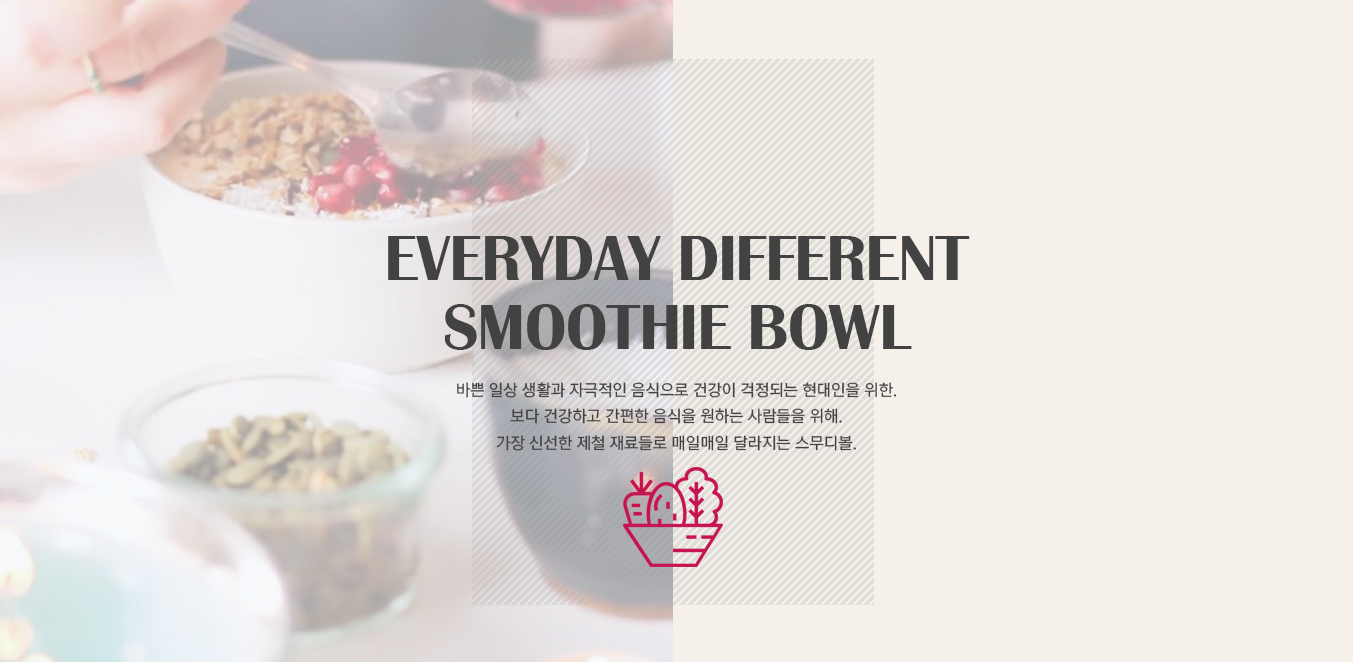 EVERYDAY DIFFERENT
SMOOTHIE BOWL
바쁜 일상 생활과 자극적인 음식으로 건강이 걱정되는 현대인을 위한.
보다 건강하고 간편한 음식을 원하는 사람들을 위해.
가장 신선한 제철 재료들로 매일매일 달라지는 스무디볼.